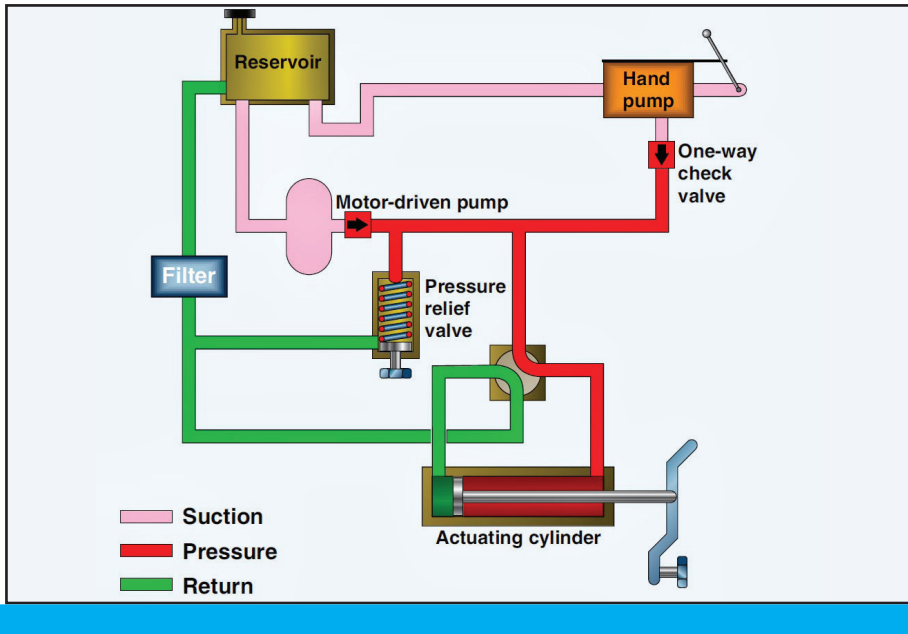 Reservoir
Hand
pump
One-way
check
valve
Motor-driven pump
Filter
Pressure
relief
valve
Actuating cylinder
Suction
Pressure
Return